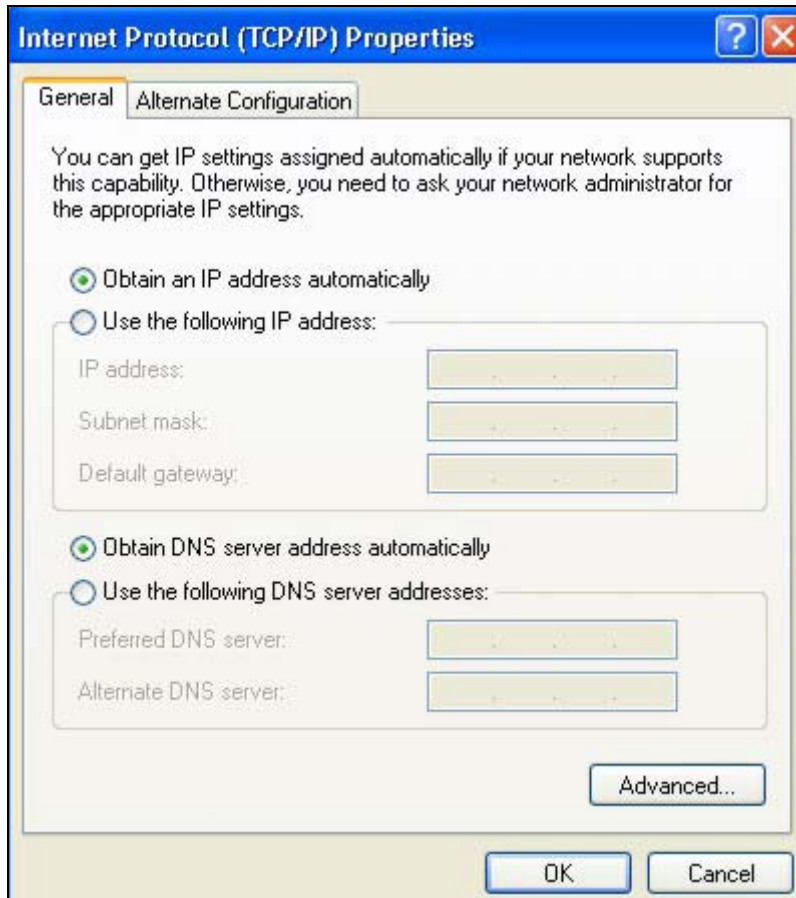 Internet Protocol (TCP/IP) Properties
General
Alternate Configuration
You can get IP settings assigned automatically if your network supports
this capability. Otherwise, you need to ask your network administrator for
the appropriate IP settings.
Obtain an IP address automatically
Use the following IP address:
IP address:
Subnet mask:
Default gateway:
Obtain DNS server address automatically
Use the following DNS server addresses:
Preferred DNS server:
Alternate DNS server:
Advanced...
OK
Cancel